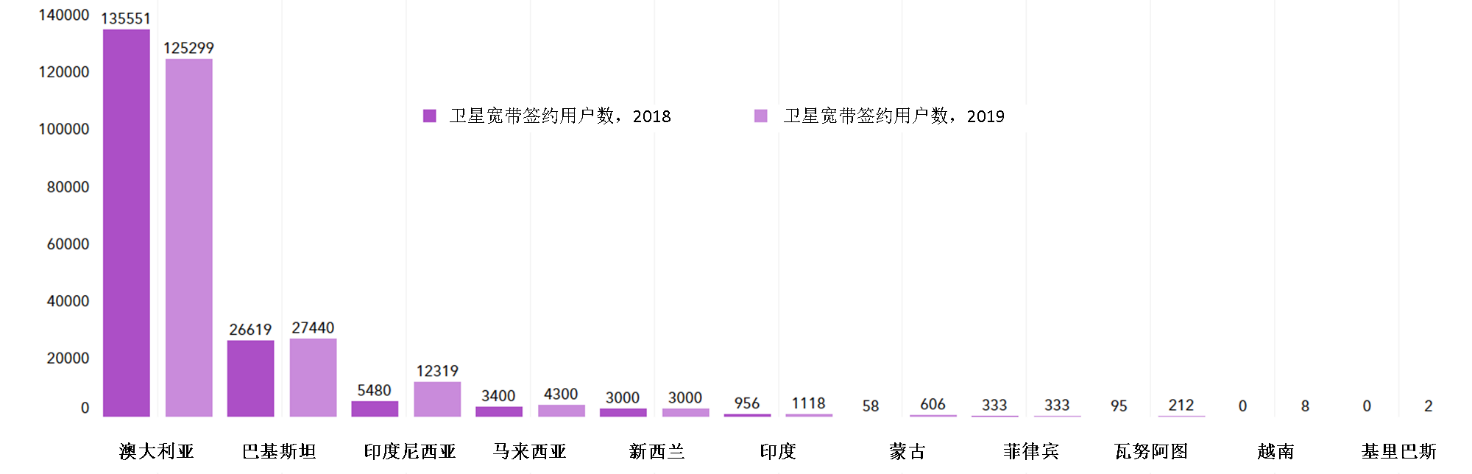 140000
120000
100000
80000
60000
40000
20000
0
135551
125299
26619
27440
5480
12319
3400
4300
3000
3000
956
1118
58
606
333
333
95
212
0
8
0
2
卫星宽带签约用户数，2018
卫星宽带签约用户数，2019
澳大利亚
巴基斯坦
印度尼西亚
马来西亚
新西兰
印度
蒙古
菲律宾
瓦努阿图
越南
基里巴斯